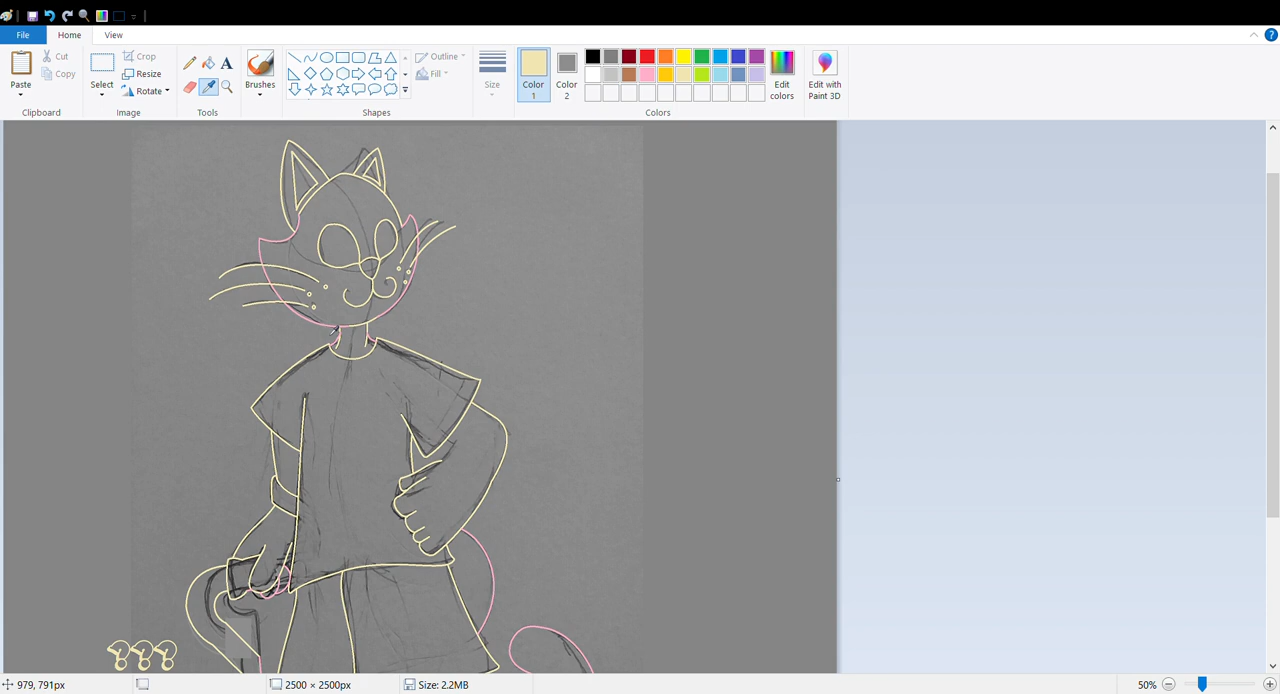 File Home View
Paste
Cut
Copy
Clipboard
Select
Crop
Resize
Rotate
Image
A
Tools
Brushes
Outline
Fill
Shapes
Size
Color
1
Color
2
Edit
colors
Colors
Edit with
Paint 3D
979, 791px
2500 × 2500px
Size: 2.2MB
50%